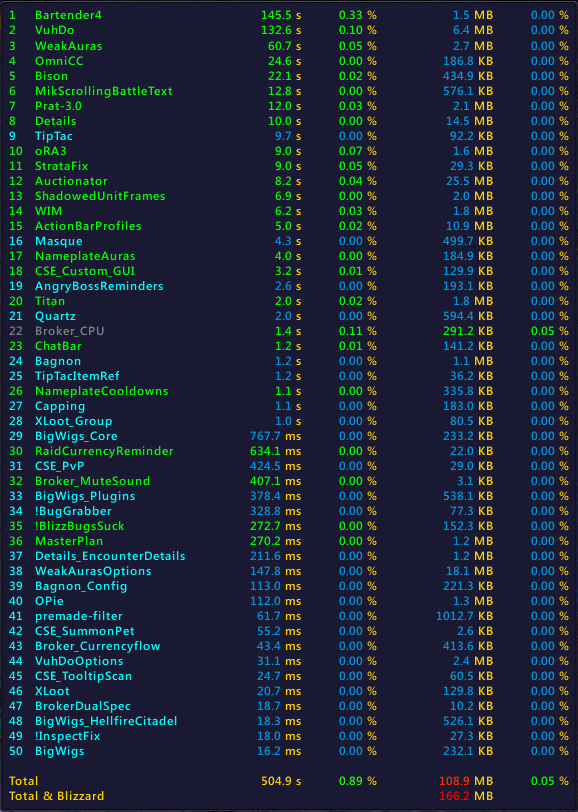 1 Bartender4 145.5 s 0.33 % 1.5 MB 0.00 %
2 VuhDo 132.6 s 0.10 % 6.4 MB 0.00 %
3 WeakAuras 60.7 s 0.05 % 2.7 MB 0.00 %
4 OmniCC 24.6 s 0.00 % 186.8 KB 0.00 %
5 Bison 22.1 s 0.02 % 434.9 KB 0.00 %
6 MikScrollingBattleText 12.8 s 0.00 % 576.1 KB 0.00 %
7 Prat-3.0 12.0 s 0.03 % 2.1 MB 0.00 %
8 Details 10.0 s 0.00 % 14.5 MB 0.00 %
9 TipTac 9.7 s 0.00 % 92.2 KB 0.00 %
10 oRA3 9.0 s 0.07 % 1.6 MB 0.00 %
11 StrataFix 9.0 s 0.05 % 29.3 KB 0.00 %
12 Auctionator 8.2 s 0.04 % 25.5 MB 0.00 %
13 ShadowedUnitFrames 6.9 s 0.00 % 2.0 MB 0.00 %
14 WIM 6.2 s 0.03 % 1.8 MB 0.00 %
15 ActionBarProfiles 5.0 s 0.02 % 10.9 MB 0.00 %
16 Masque 4.3 s 0.00 % 499.7 KB 0.00 %
17 NameplateAuras 4.0 s 0.00 % 184.9 KB 0.00 %
18 CSE_Custom_GUI 3.2 s 0.01 % 129.9 KB 0.00 %
19 AngryBossReminders 2.6 s 0.00 % 193.1 KB 0.00 %
20 Titan 2.0 s 0.02 % 1.8 MB 0.00 %
21 Quartz 2.0 s 0.00 % 594.4 KB 0.00 %
22 Broker_CPU 1.4 s 0.11 % 291.2 KB 0.05 %
23 ChatBar 1.2 s 0.01 % 141.2 KB 0.00 %
24 Bagnon 1.2 s 0.00 % 1.1 MB 0.00 %
25 TipTacItemRef 1.2 s 0.00 % 36.2 KB 0.00 %
26 NameplateCooldowns 1.1 s 0.00 % 335.8 KB 0.00 %
27 Capping 1.1 s 0.00 % 183.0 KB 0.00 %
28 XLoot_Group 1.0 s 0.00 % 80.5 KB 0.00 %
29 BigWigs_Core 767.7 ms 0.00 % 233.2 KB 0.00 %
30 RaidCurrencyReminder 634.1 ms 0.00 % 22.0 KB 0.00 %
31 CSE_PvP 424.5 ms 0.00 % 29.0 KB 0.00 %
32 Broker_MuteSound 407.1 ms 0.00 % 3.1 KB 0.00 %
33 BigWigs_Plugins 378.4 ms 0.00 % 538.1 KB 0.00 %
34 !BugGrabber 328.8 ms 0.00 % 77.3 KB 0.00 %
35 !BlizzBugsSuck 272.7 ms 0.00 % 152.3 KB 0.00 %
36 MasterPlan 270.2 ms 0.00 % 1.2 MB 0.00 %
37 Details_EncounterDetails 211.6 ms 0.00 % 1.2 MB 0.00 %
38 WeakAurasOptions 147.8 ms 0.00 % 18.1 MB 0.00 %
39 Bagnon_Config 113.0 ms 0.00 % 221.3 KB 0.00 %
40 OPie 112.0 ms 0.00 % 1.3 MB 0.00 %
41 premade-filter 61.7 ms 0.00 % 1012.7 KB 0.00 %
42 CSE_SummonPet 55.2 ms 0.00 % 2.6 KB 0.00 %
43 Broker_Currencyflow 43.4 ms 0.00 % 413.6 KB 0.00 %
44 VuhDoOptions 31.1 ms 0.00 % 2.4 MB 0.00 %
45 CSE_TooltipScan 24.7 ms 0.00 % 60.5 KB 0.00 %
46 XLoot 20.7 ms 0.00 % 129.8 KB 0.00 %
47 BrokerDualSpec 18.7 ms 0.00 % 10.2 KB 0.00 %
48 BigWigs_HellfireCitadel 18.3 ms 0.00 % 526.1 KB 0.00 %
49 !InspectFix 18.0 ms 0.00 % 27.3 KB 0.00 %
50 BigWigs 16.2 ms 0.00 % 232.1 KB 0.00 %
Total 504.9 s 0.89 % 108.9 MB 0.05 %
Total & Blizzard 166.2 MB